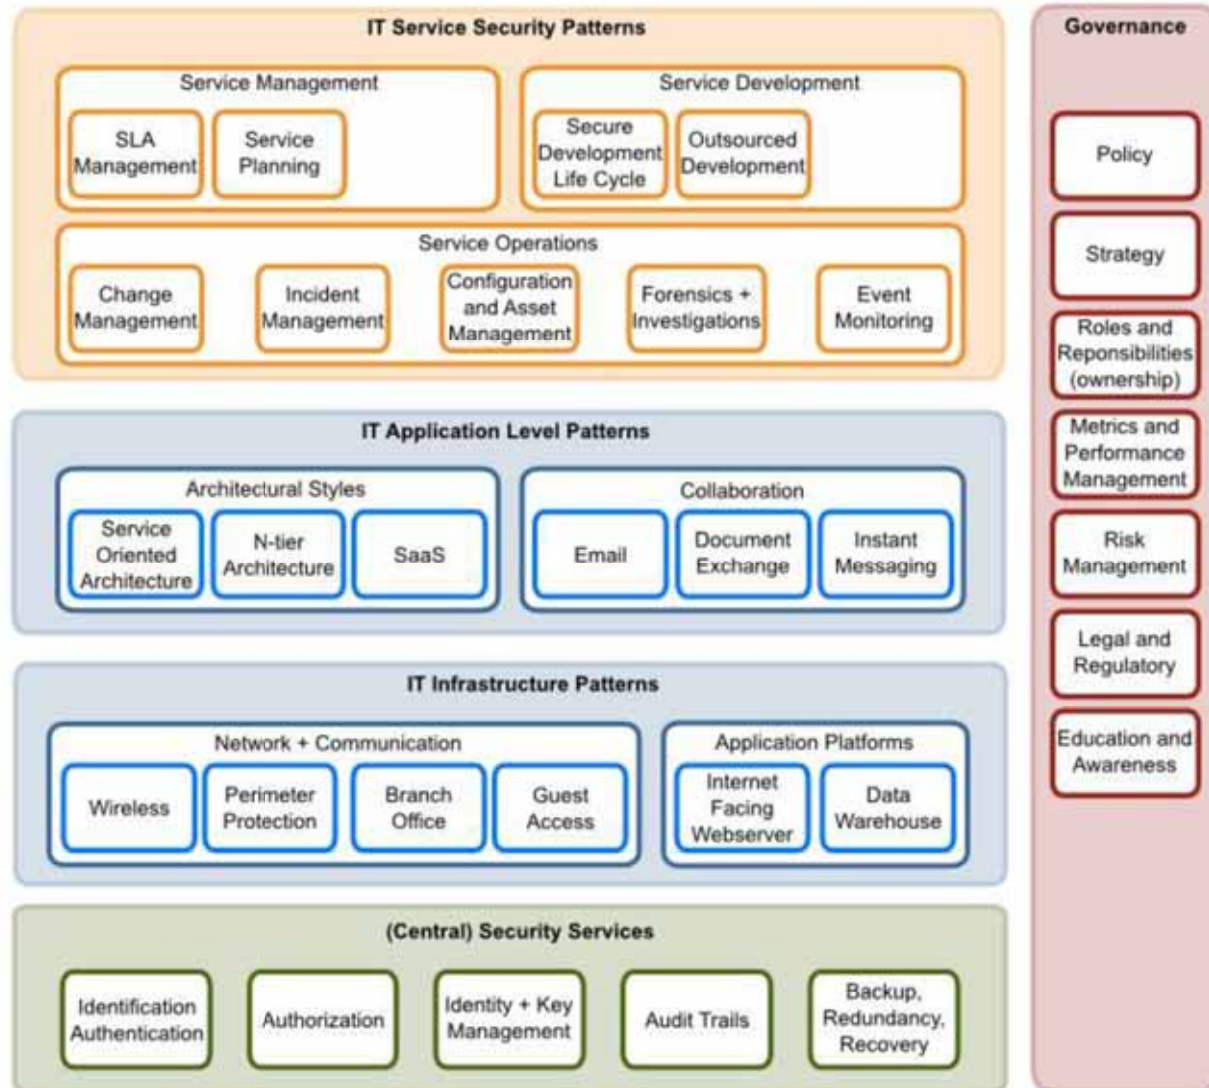 IT Service Security Patterns
Service Management
SLA
Management
Service
Planning
Service Development
Secure
Development
Life Cycle
Outsourced
Development
Service Operations
Change
Management
Incident
Management
Configuration
and Asset
Management
Forensics +
Investigations
Event
Monitoring
IT Application Level Patterns
Architectural Styles
Service
Oriented
Architecture
N-tier
Architecture
SaaS
Collaboration
Email
Document
Exchange
Instant
Messaging
IT Infrastructure Patterns
Network + Communication
Wireless
Perimeter
Protection
Branch
Office
Guest
Access
Application Platforms
Internet
Facing
Webserver
Data
Warehouse
(Central) Security Services
Identification
Authentication
Authorization
Identity + Key
Management
Audit Trails
Backup,
Redundancy,
Recovery
Governance
Policy
Strategy
Roles and
Reponsibilities
(ownership)
Metrics and
Performance
Management
Risk
Management
Legal and
Regulatory
Education and
Awareness